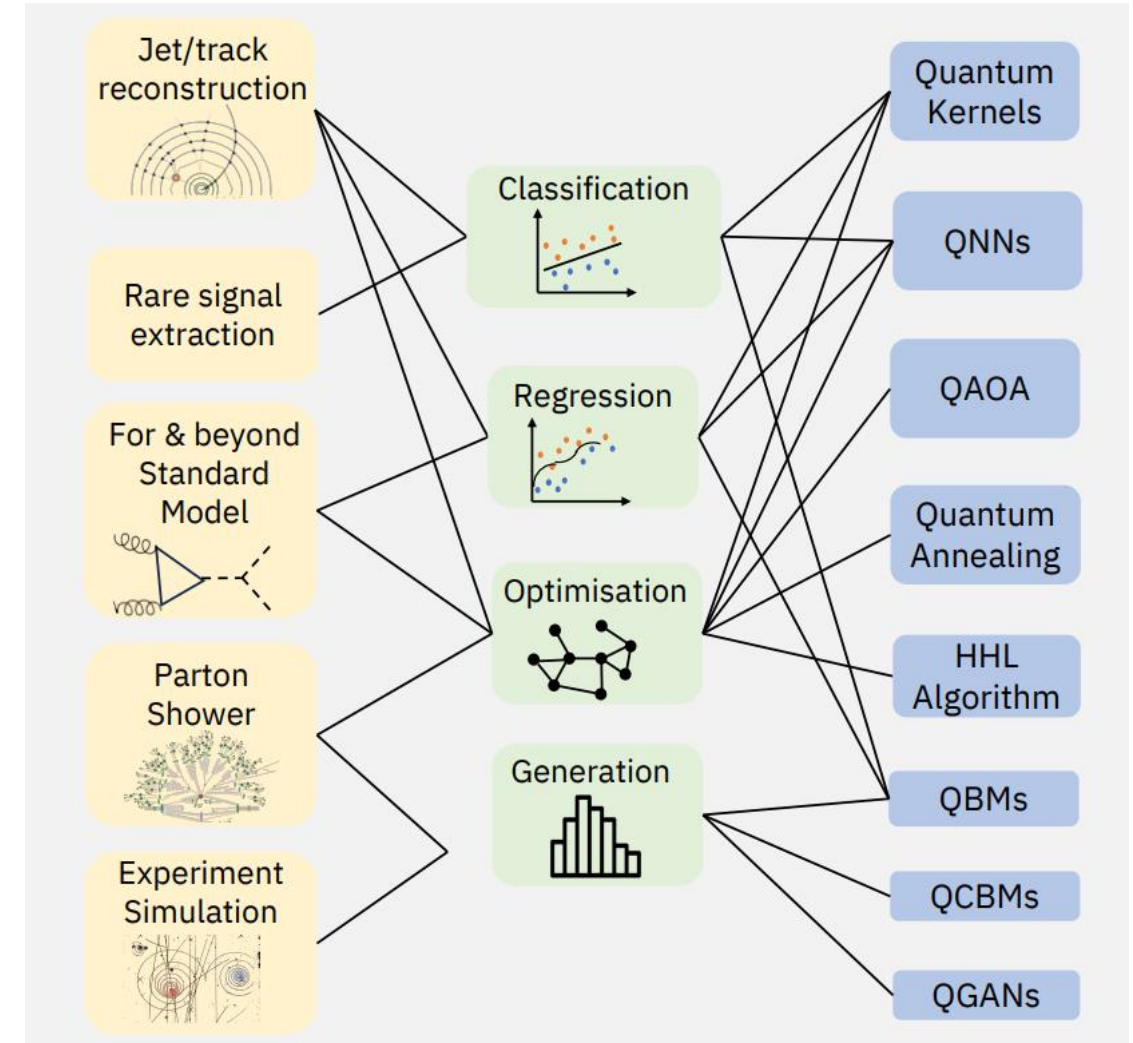 Jet/track
reconstruction
Rare signal
extraction
For & beyond
Standard
Model
Parton
Shower
Experiment
Simulation
Classification
Regression
Optimisation
Generation
Quantum
Kernels
QNNs
QAOA
Quantum
Annealing
HHL
Algorithm
QBMs
QCBMs
QGANs